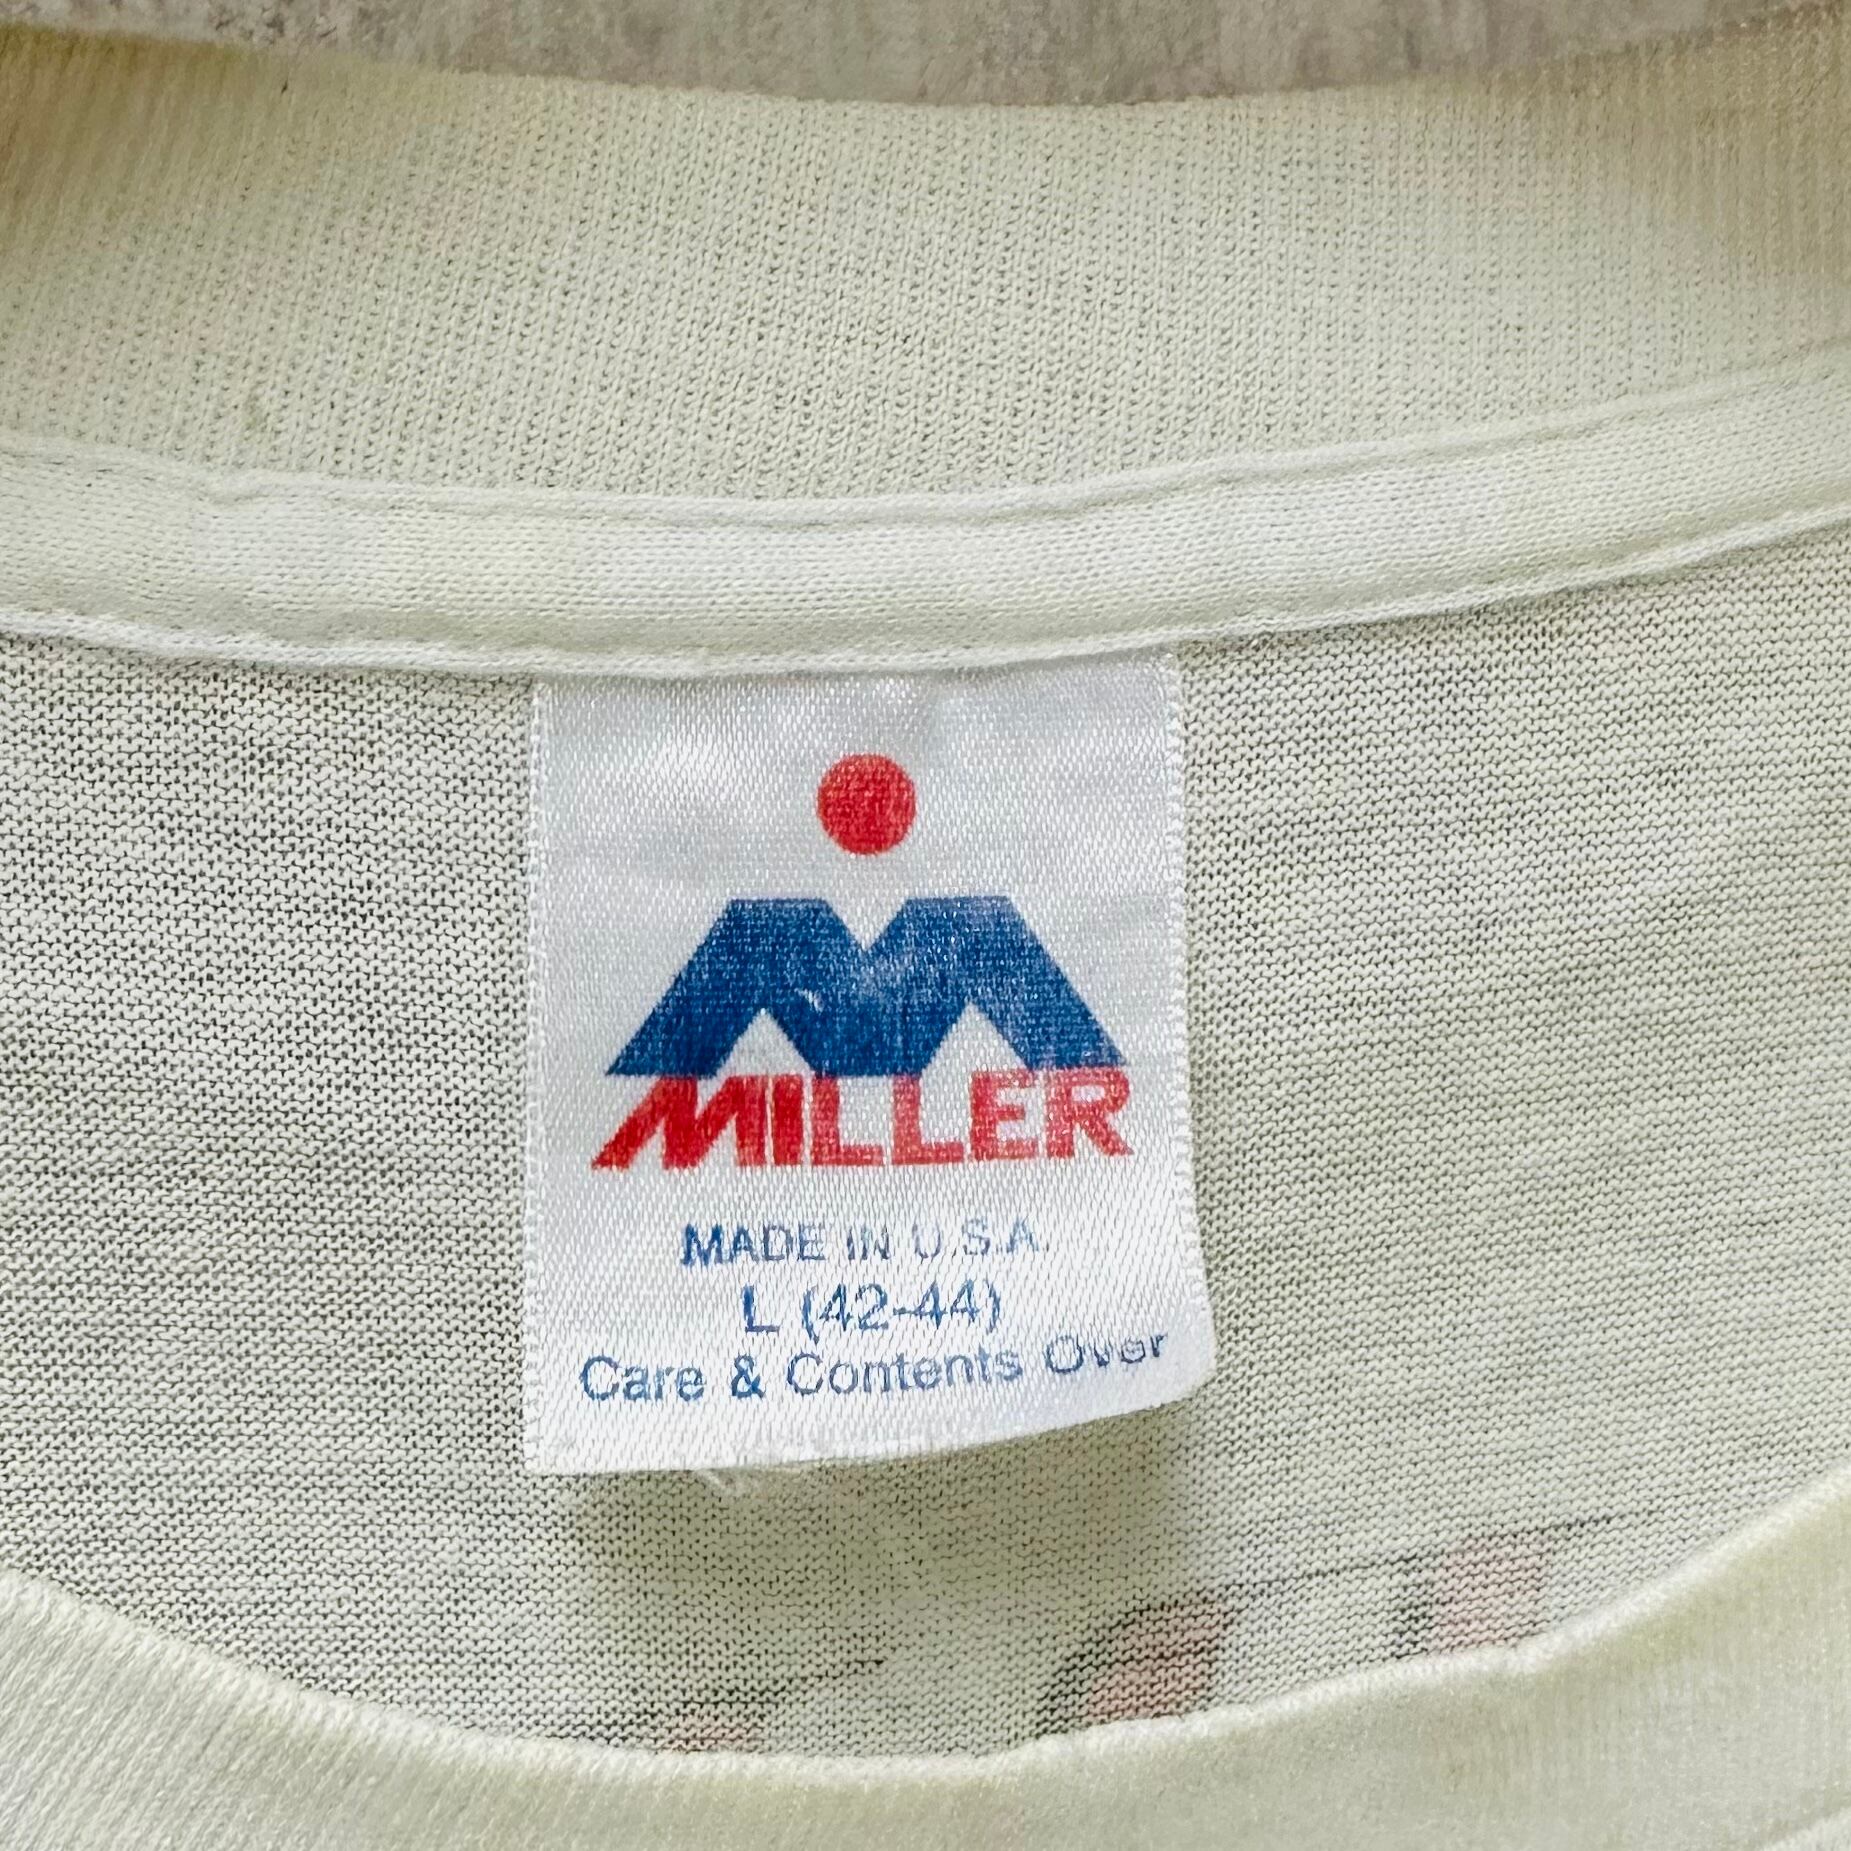 MILLER
MADE IN U.S.A.
L (42-44)
Care & Contents Over